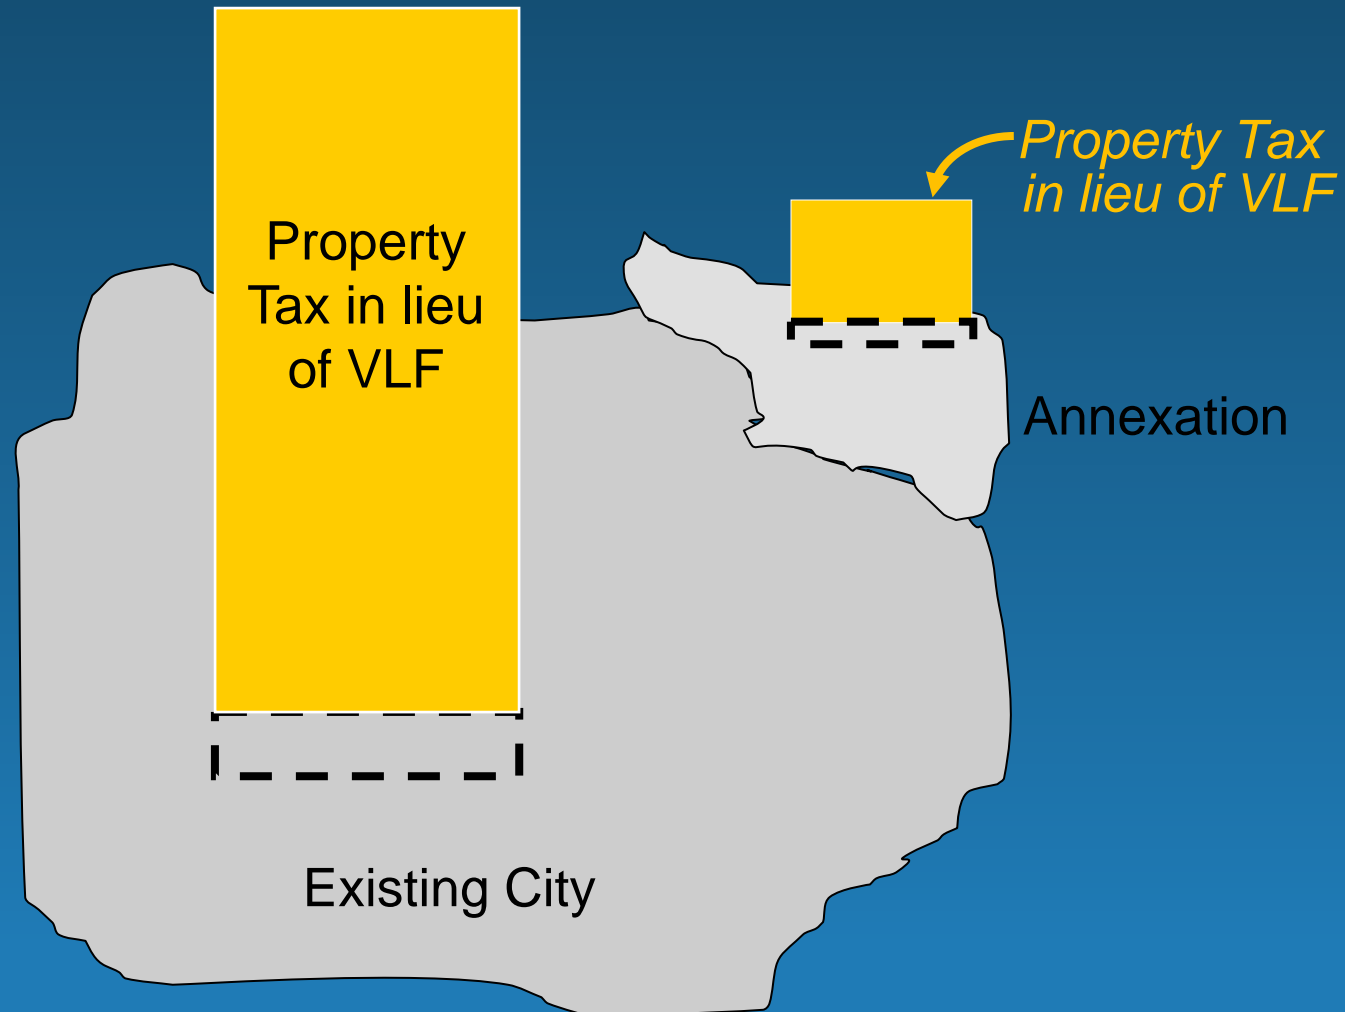 Property Tax
in lieu of VLF
Property
Tax in lieu
of VLF
Annexation
Existing City